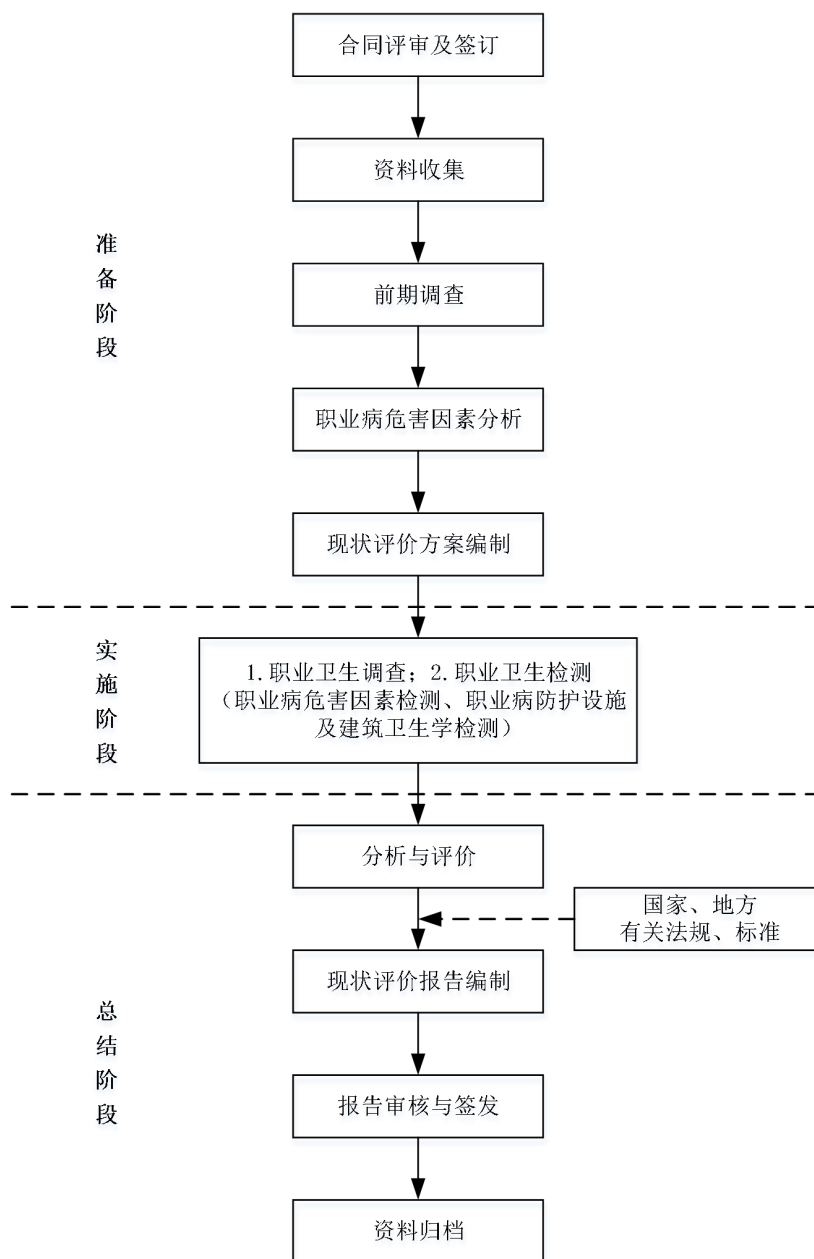 合同评审及签订
资料收集
准备阶段
前期调查
职业病危害因素分析
现状评价方案编制
实施阶段
1.职业卫生调查；2.职业卫生检测
（职业病危害因素检测、职业病防护设施
及建筑卫生学检测）
分析与评价
国家、地方
有关法规、标准
现状评价报告编制
总结阶段
报告审核与签发
资料归档